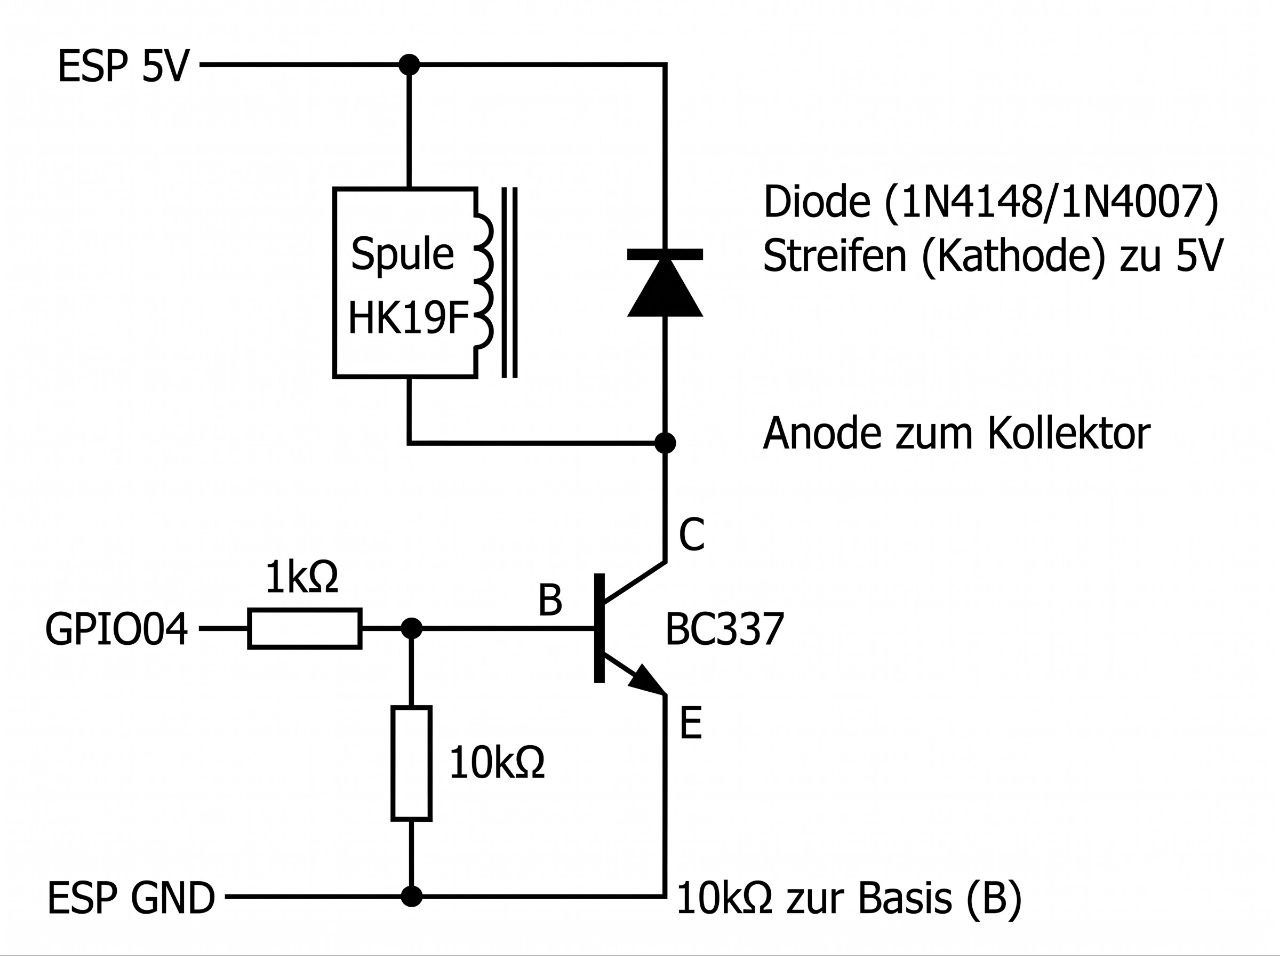 ESP 5V
Diode (1N4148/1N4007)
Streifen (Kathode) zu 5V
Spule
HK19F
Anode zum Kollektor
C
1kΩ
B
GPIO04
BC337
E
10kΩ
ESP GND
10kΩ zur Basis (B)